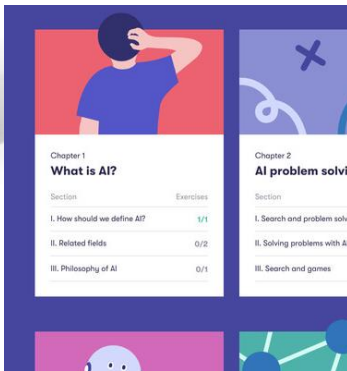 Chapter 1
What is AI?
Section Exercises
I. How should we define AI? 1/1
II. Related fields 0/2
III. Philosophy of AI 0/1
Chapter 2
AI problem solvi
Section
I. Search and problem solv
II. Solving problems with A
III. Search and games